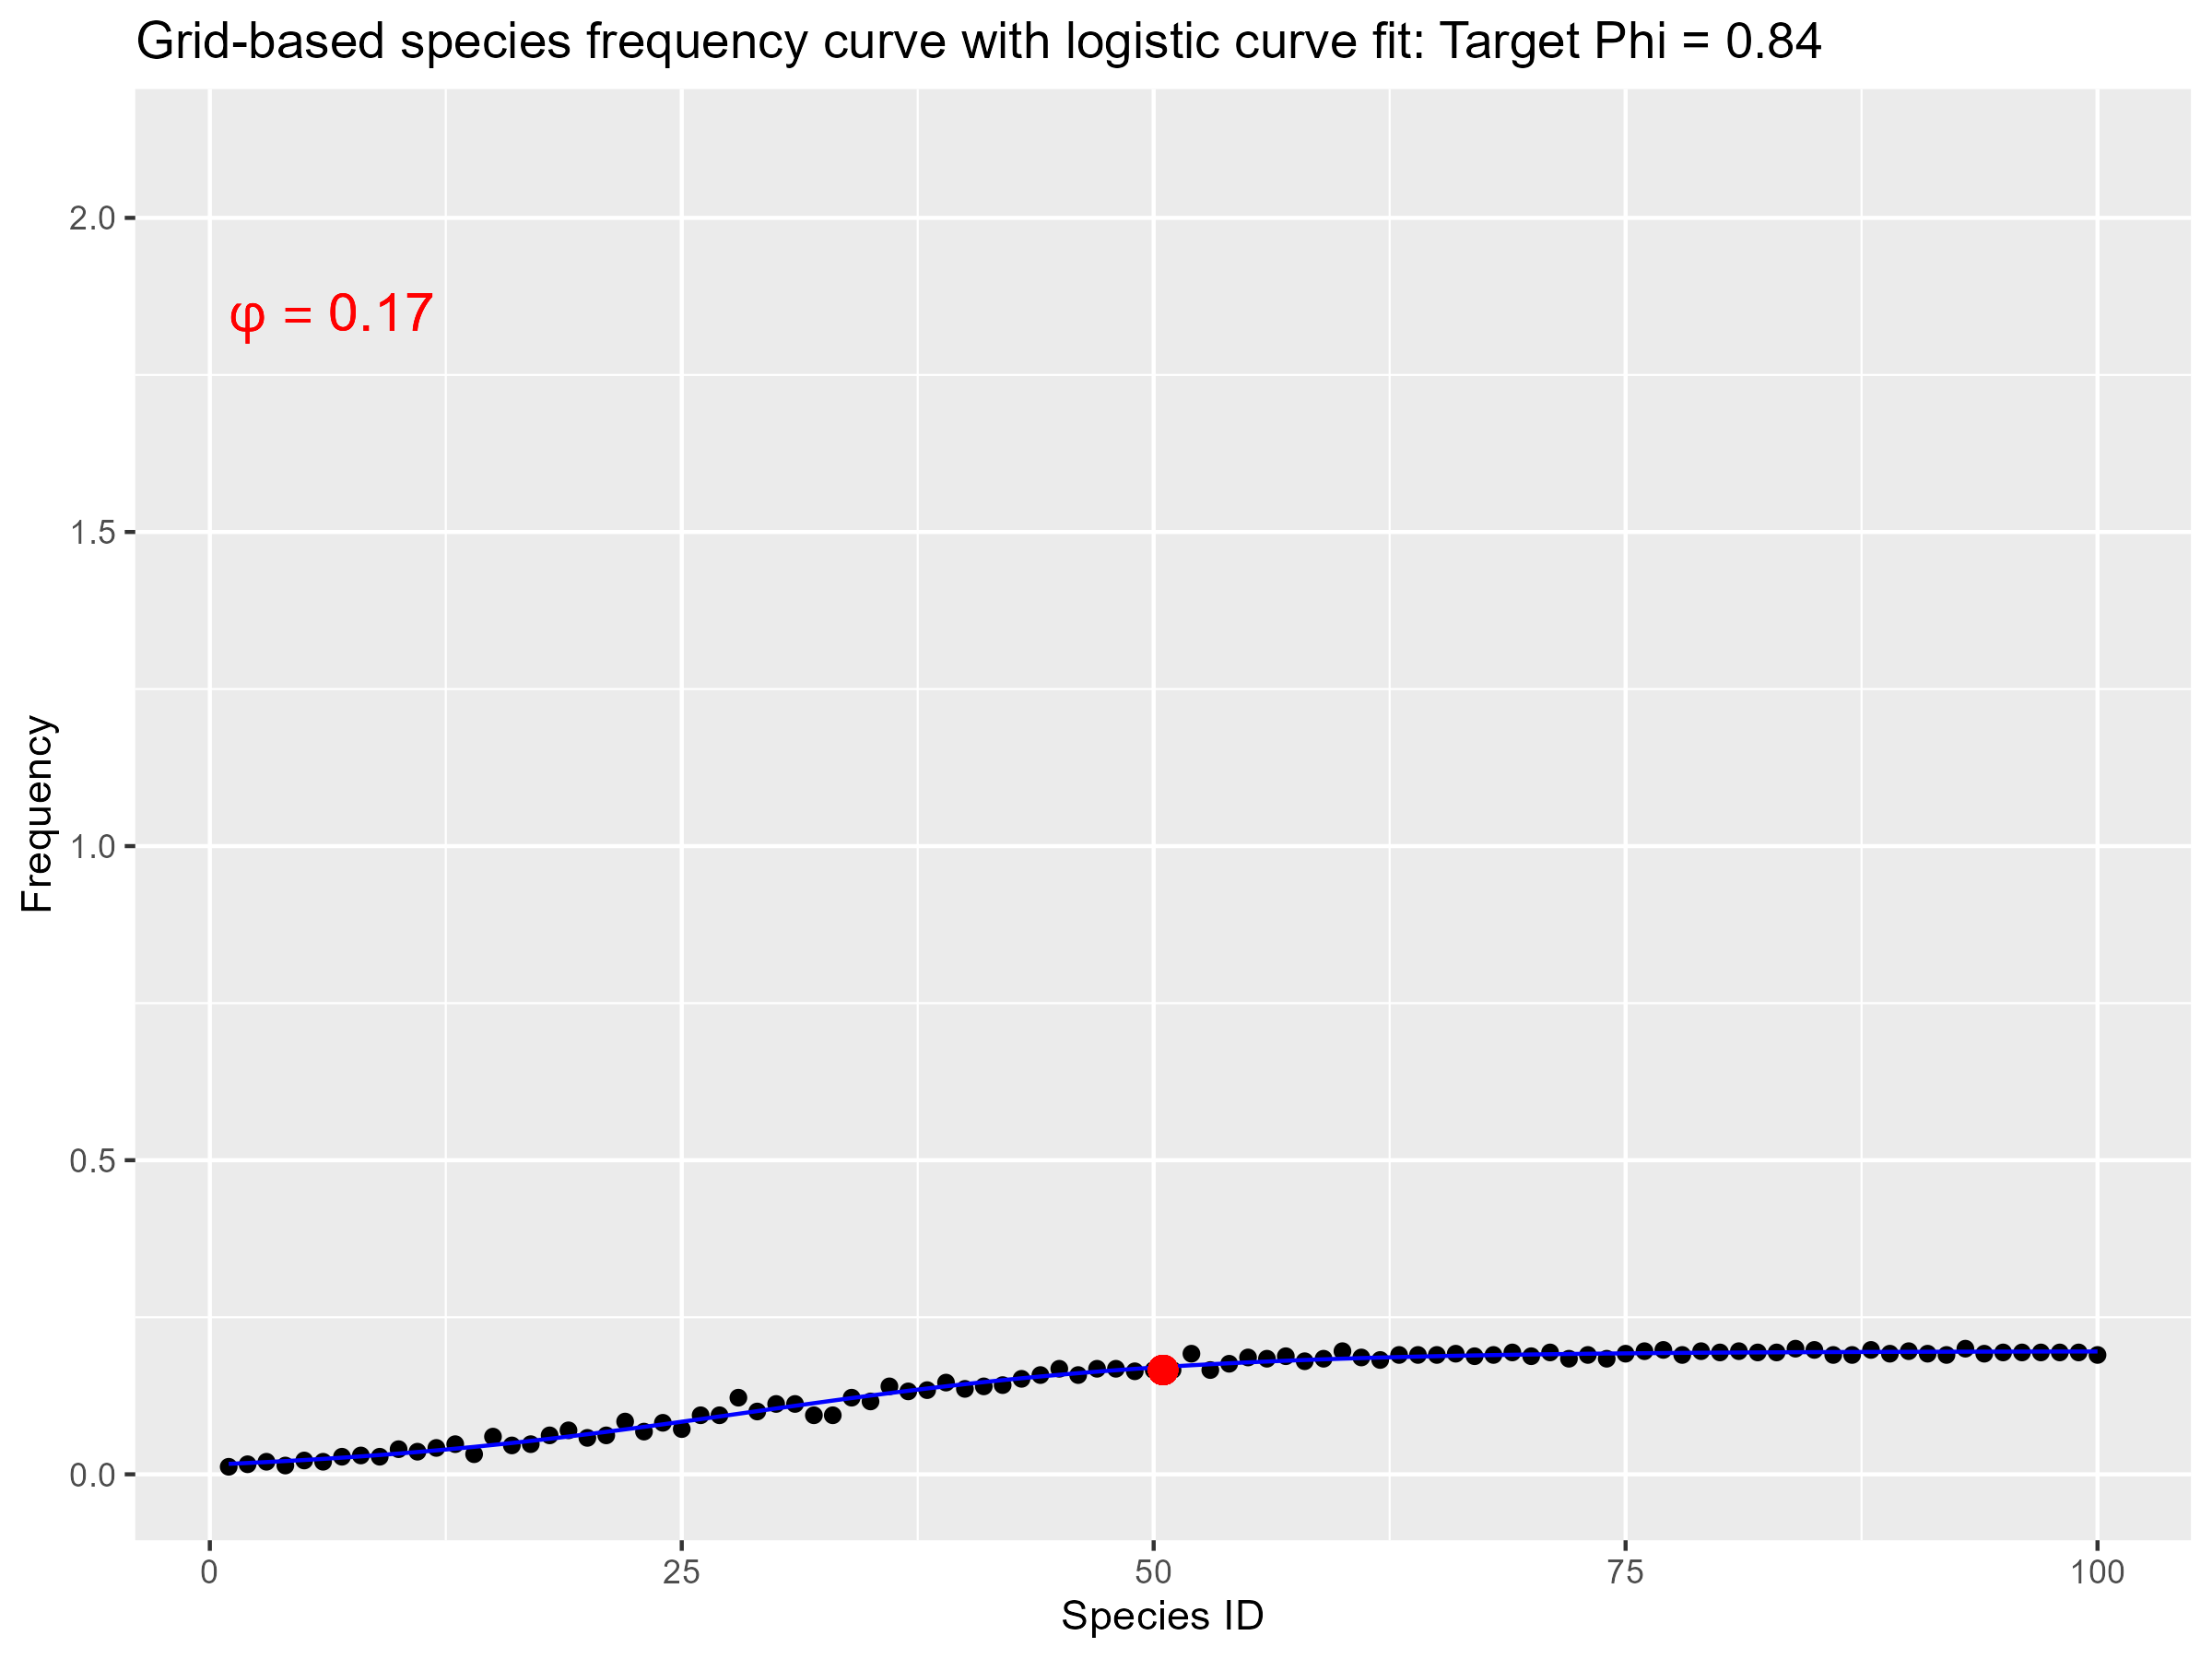 Grid-based species frequency curve with logistic curve fit: Target Phi = 0.84
φ = 0.17
Frequency
2.0
1.5
1.0
0.5
0.0
0
25
50
75
100
Species ID